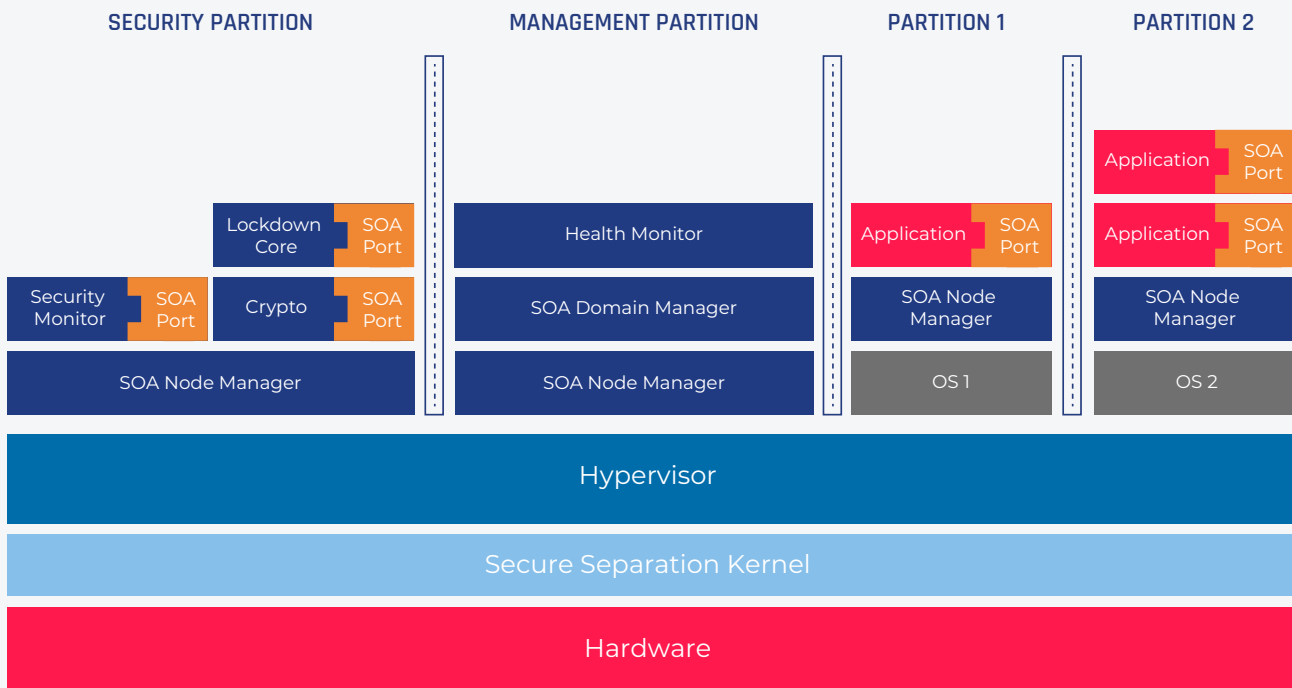 SECURITY PARTITION
MANAGEMENT PARTITION
PARTITION 1
PARTITION 2
Application
SOA
Port
Lockdown
Core
SOA
Port
Health Monitor
Application
SOA
Port
Application
SOA
Port
Security
Monitor
SOA
Port
Crypto
SOA
Port
SOA Domain Manager
SOA Node
Manager
SOA Node
Manager
SOA Node Manager
SOA Node Manager
OS 1
OS 2
Hypervisor
Secure Separation Kernel
Hardware